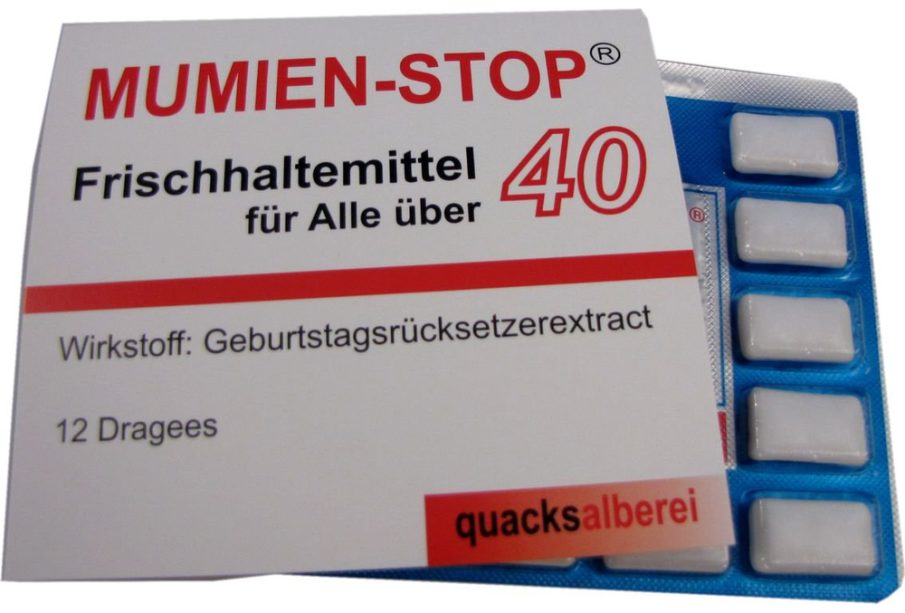 MUMIEN-STOP®
Frischhaltemittel
für Alle über 40
Wirkstoff: Geburtstagsrücksetzerextract
12 Dragees
quacksalberei
®